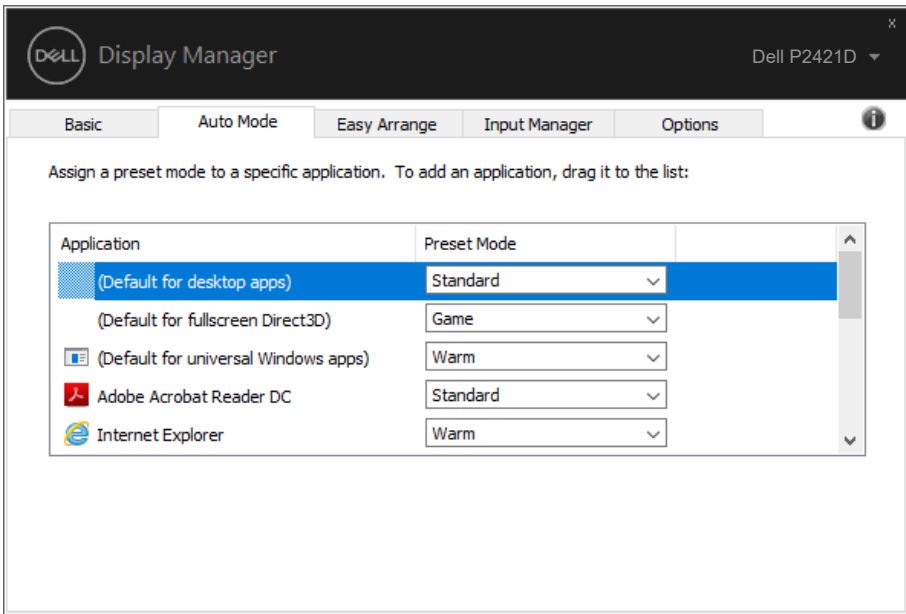 x
DELL Display Manager Dell P2421D
Basic Auto Mode Easy Arrange Input Manager Options
Assign a preset mode to a specific application. To add an application, drag it to the list:
Application Preset Mode
(Default for desktop apps) Standard
(Default for fullscreen Direct3D) Game
(Default for universal Windows apps) Warm
Adobe Acrobat Reader DC Standard
Internet Explorer Warm